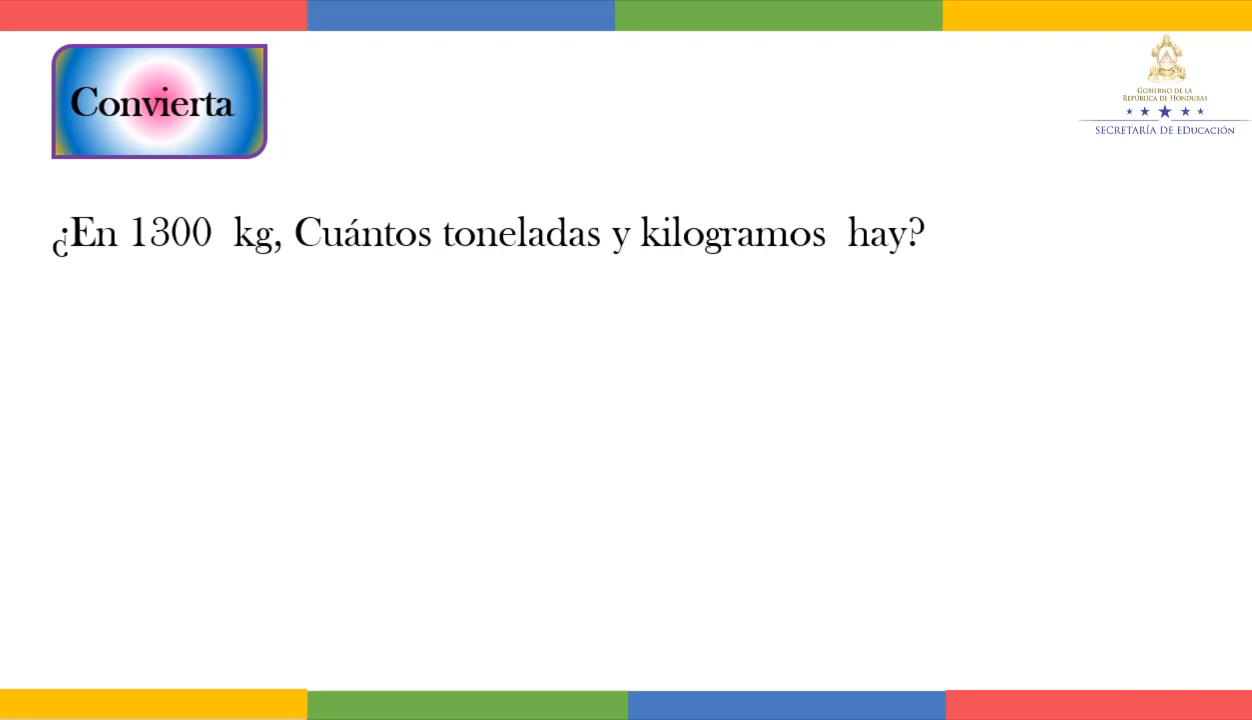 Convierta
GOBIERNO DE LA
REPÚBLICA DE HONDURAS
SECRETARÍA DE EDUCACIÓN
¿En 1300 kg, Cuántos toneladas y kilogramos hay?